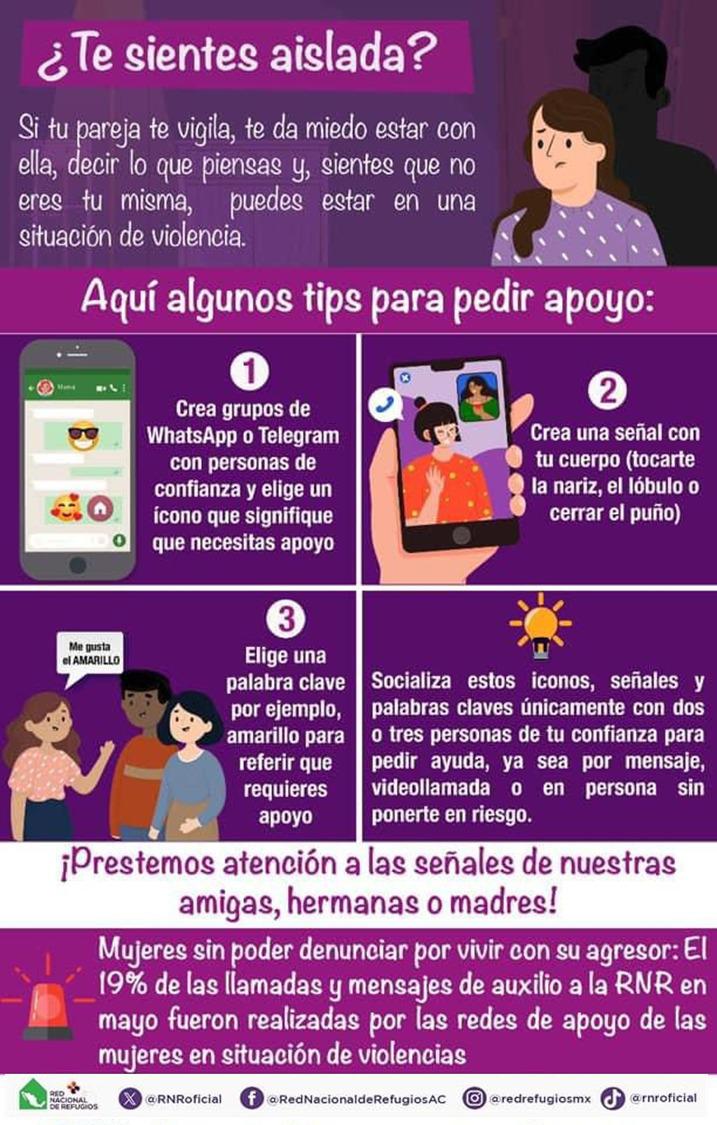 ¿Te sientes aislada?
Si tu pareja te vigila, te da miedo estar con
ella, decir lo que piensas y, sientes que no
eres tu misma, puedes estar en una
situación de violencia.
Aquí algunos tips para pedir apoyo:
Mamá
1
Crea grupos de
WhatsApp o Telegram
con personas de
confianza y elige un
ícono que signifique
que necesitas apoyo
2
Crea una señal con
tu cuerpo (tocarte
la nariz, el lóbulo o
cerrar el puño)
Me gusta
el AMARILLO
3
Elige una
palabra clave
por ejemplo,
amarillo para
referir que
requieres
apoyo
Socializa estos iconos, señales y
palabras claves únicamente con dos
o tres personas de tu confianza para
pedir ayuda, ya sea por mensaje,
videollamada o en persona sin
ponerte en riesgo.
¡Prestemos atención a las señales de nuestras
amigas, hermanas o madres!
Mujeres sin poder denunciar por vivir con su agresor: El
19% de las llamadas y mensajes de auxilio a la RNR en
mayo fueron realizadas por las redes de apoyo de las
mujeres en situación de violencias
RED
NACIONAL
DE REFUGIOS
@RNRoficial
@RedNacionaldeRefugiosAC
@redrefugiosmx
@rnroficial